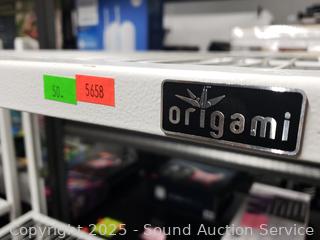 50-
5658
origami
Copyright 2025 - Sound Auction Service